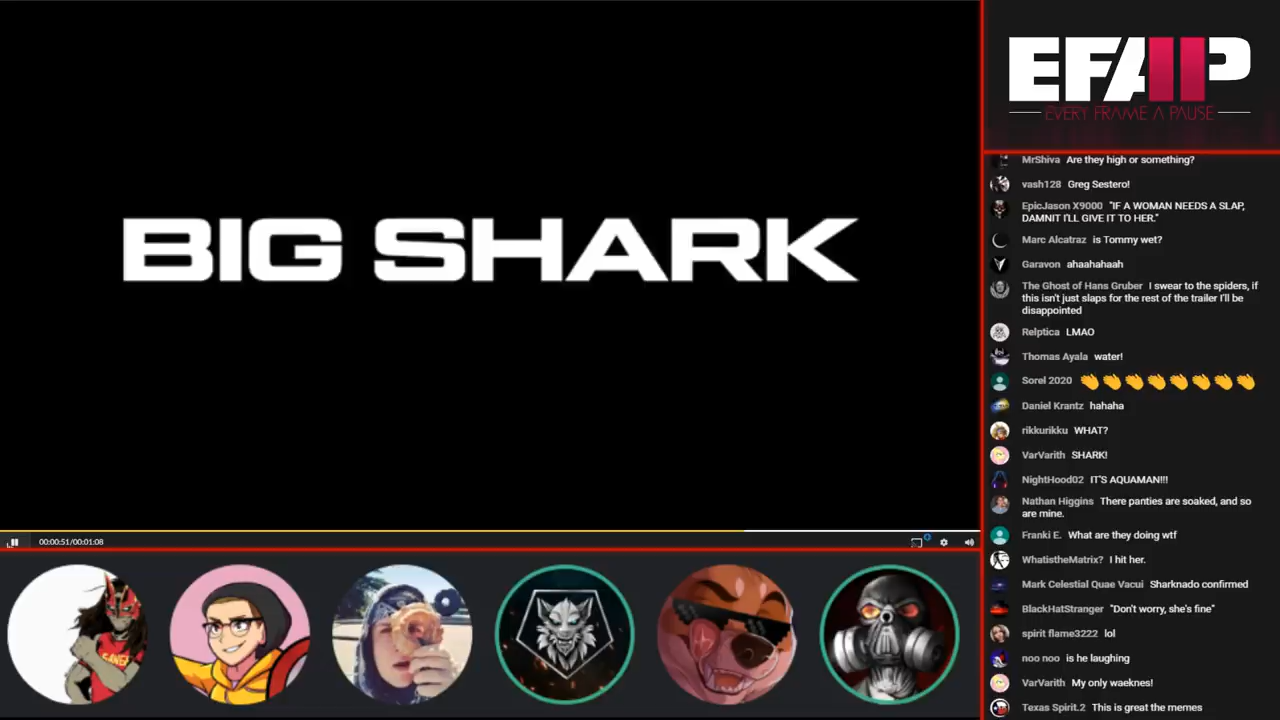 BIG SHARK
00:00:51/00:01:08
EFAP
EVERY FRAME A PAUSE
MrShiva Are they high or something?
vash128 Greg Sestero!
EpicJason X9000 "IF A WOMAN NEEDS A SLAP,
DAMNIT I'LL GIVE IT TO HER."
Marc Alcatraz is Tommy wet?
Garavon ahaahahaah
The Ghost of Hans Gruber I swear to the spiders, if
this isn't just slaps for the rest of the trailer I'll be
disappointed
Relptica LMAO
Thomas Ayala water!
Sorel 2020 👏👏👏👏👏👏👏👏
Daniel Krantz hahaha
rikkurikku WHAT?
VarVarith SHARK!
NightHood02 IT'S AQUAMAN!!!
Nathan Higgins There panties are soaked, and so
are mine.
Franki E. What are they doing wtf
WhatistheMatrix? I hit her.
Mark Celestial Quae Vacui Sharknado confirmed
BlackHatStranger "Don't worry, she's fine"
spirit flame3222 lol
noo noo is he laughing
VarVarith My only waeknes!
Texas Spirit.2 This is great the memes